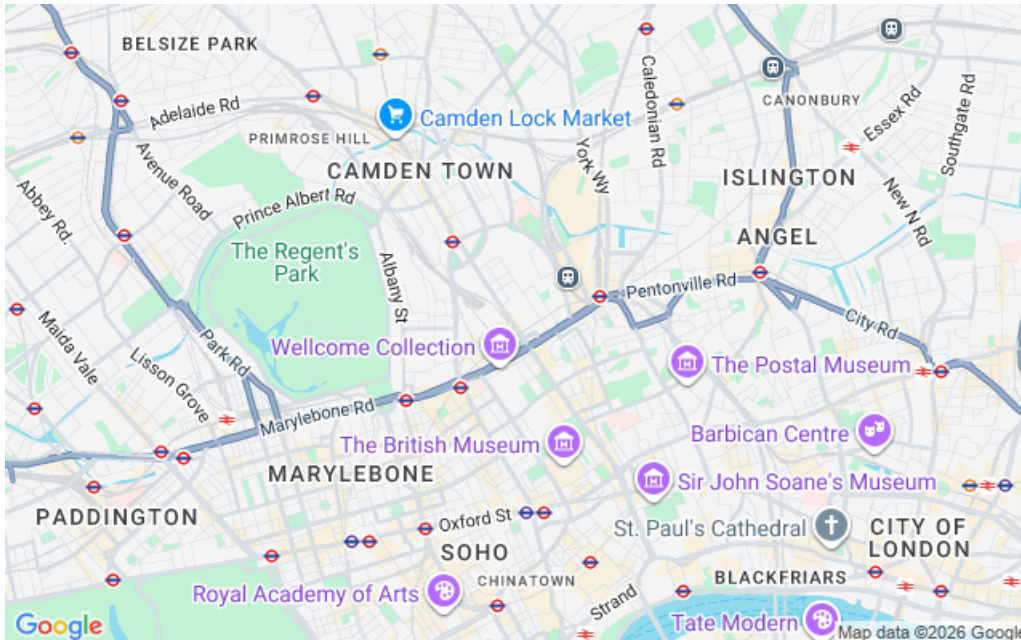 BELSIZE PARK
Caledonian Rd
CANONBURY
Essex Rd
Southgate Rd
Adelaide Rd
Camden Lock Market
PRIMROSE HILL
York Wy
CAMDEN TOWN
ISLINGTON
Avenue Road
Abbey Rd.
Prince Albert Rd
New N Rd
ANGEL
The Regent's
Park
Albany St
Pentonville Rd
City Rd
Maida Vale
Park Rd
Lisson Grove
Wellcome Collection
The Postal Museum
Marylebone Rd
The British Museum
Barbican Centre
MARYLEBONE
Sir John Soane's Museum
PADDINGTON
Oxford St
St. Paul's Cathedral
CITY OF
LONDON
SOHO
CHINATOWN
BLACKFRIARS
Royal Academy of Arts
Strand
Tate Modern
Google
Map data ©2026 Google